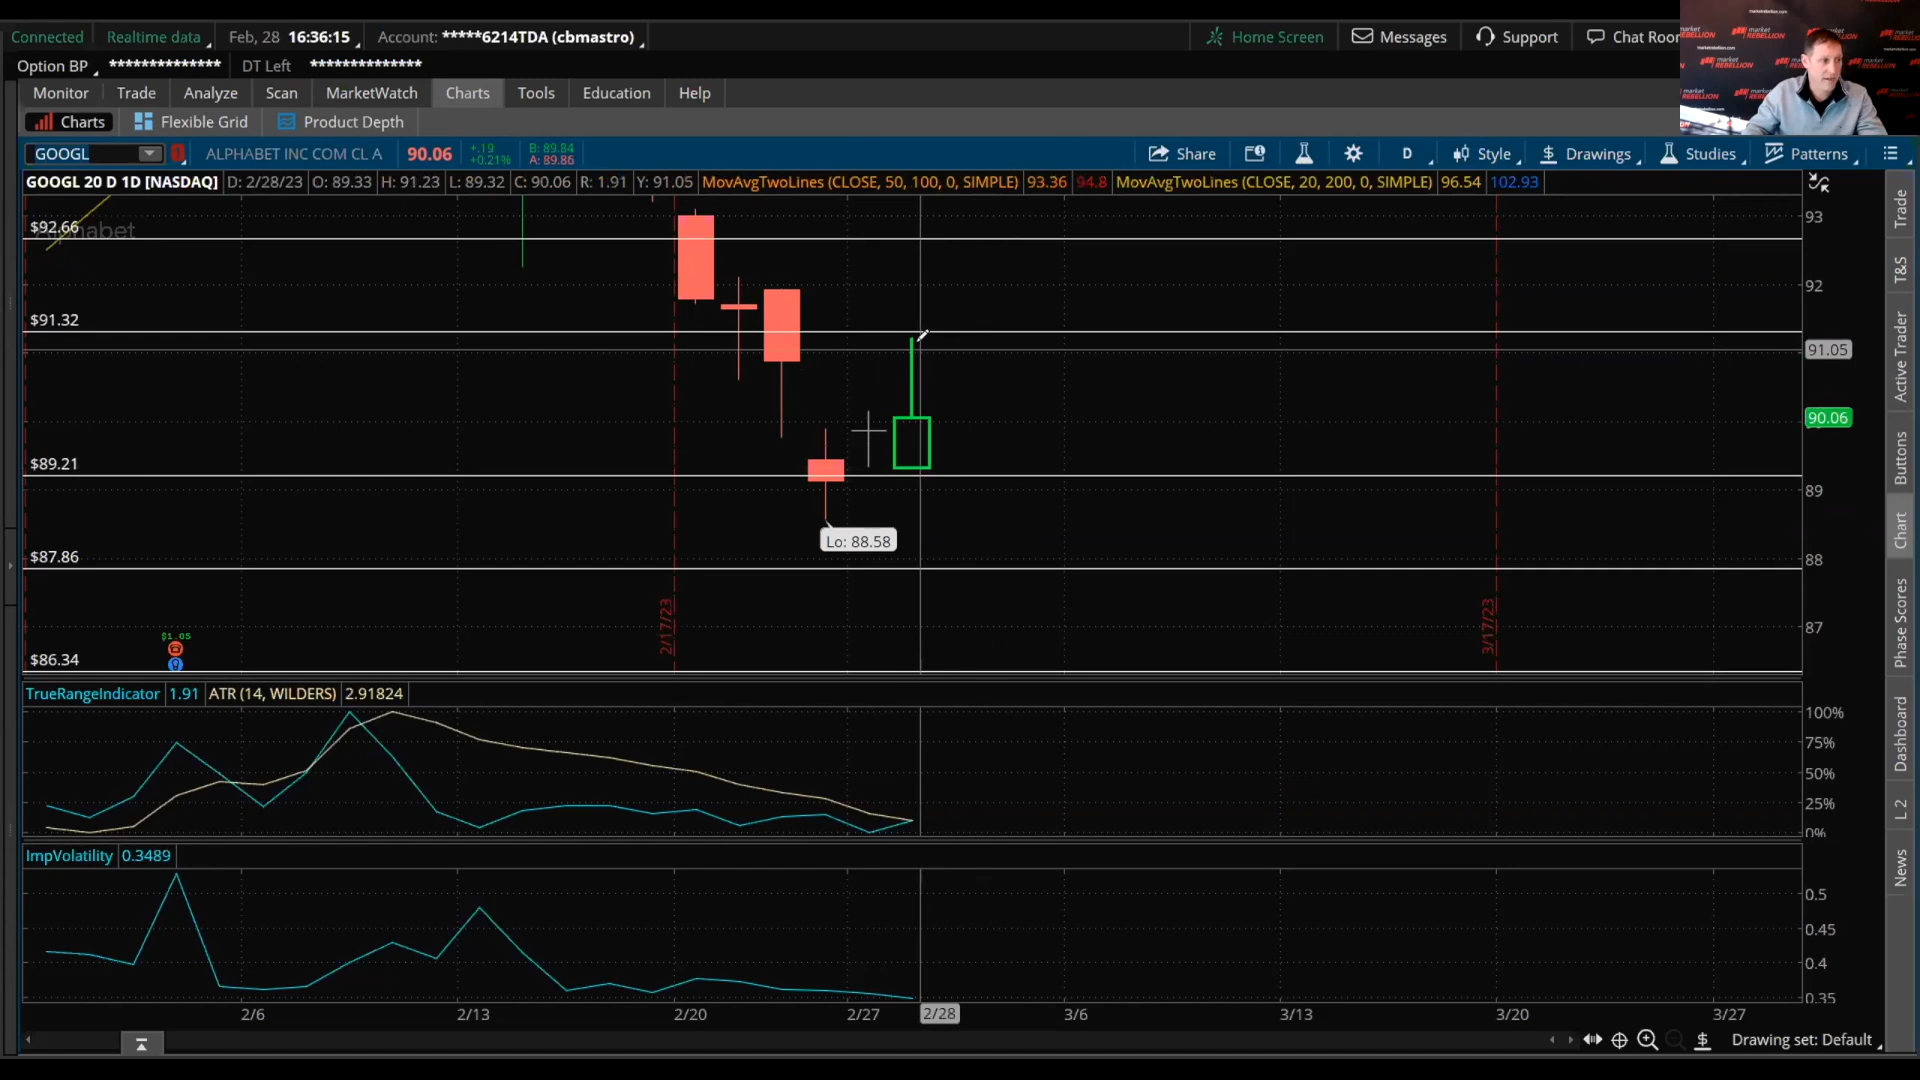 Connected Realtime data Feb, 28 16:36:15 Account: *****6214TDA (cbmastro) Home Screen Messages Support Chat Roo
Option BP ************** DT Left **************
Monitor Trade Analyze Scan MarketWatch Charts Tools Education Help
Charts Flexible Grid Product Depth
GOOGL ALPHABET INC COM CL A 90.06 +.19 +0.21% B: 89.84 A: 89.86 Share D Style $ Drawings Studies Patterns
GOOGL 20 D 1D [NASDAQ] D: 2/28/23 O: 89.33 H: 91.23 L: 89.32 C: 90.06 R: 1.91 Y: 91.05 MovAvgTwoLines (CLOSE, 50, 100, 0, SIMPLE) 93.36 94.8 MovAvgTwoLines (CLOSE, 20, 200, 0, SIMPLE) 96.54 102.93
market REBELLION
marketrebellion.com
Alphabet
$92.66
$91.32
$89.21
$87.86
$86.34
93
92
91.05
90.06
89
88
87
Lo: 88.58
2/17/23
3/17/23
$1.05
TrueRangeIndicator 1.91 ATR (14, WILDERS) 2.91824
100%
75%
50%
25%
0%
ImpVolatility 0.3489
0.5
0.45
0.4
0.35
2/6 2/13 2/20 2/27 2/28 3/6 3/13 3/20 3/27
$ Drawing set: Default
Trade
T&S
Active Trader
Buttons
Chart
Phase Scores
Dashboard
L 2
News